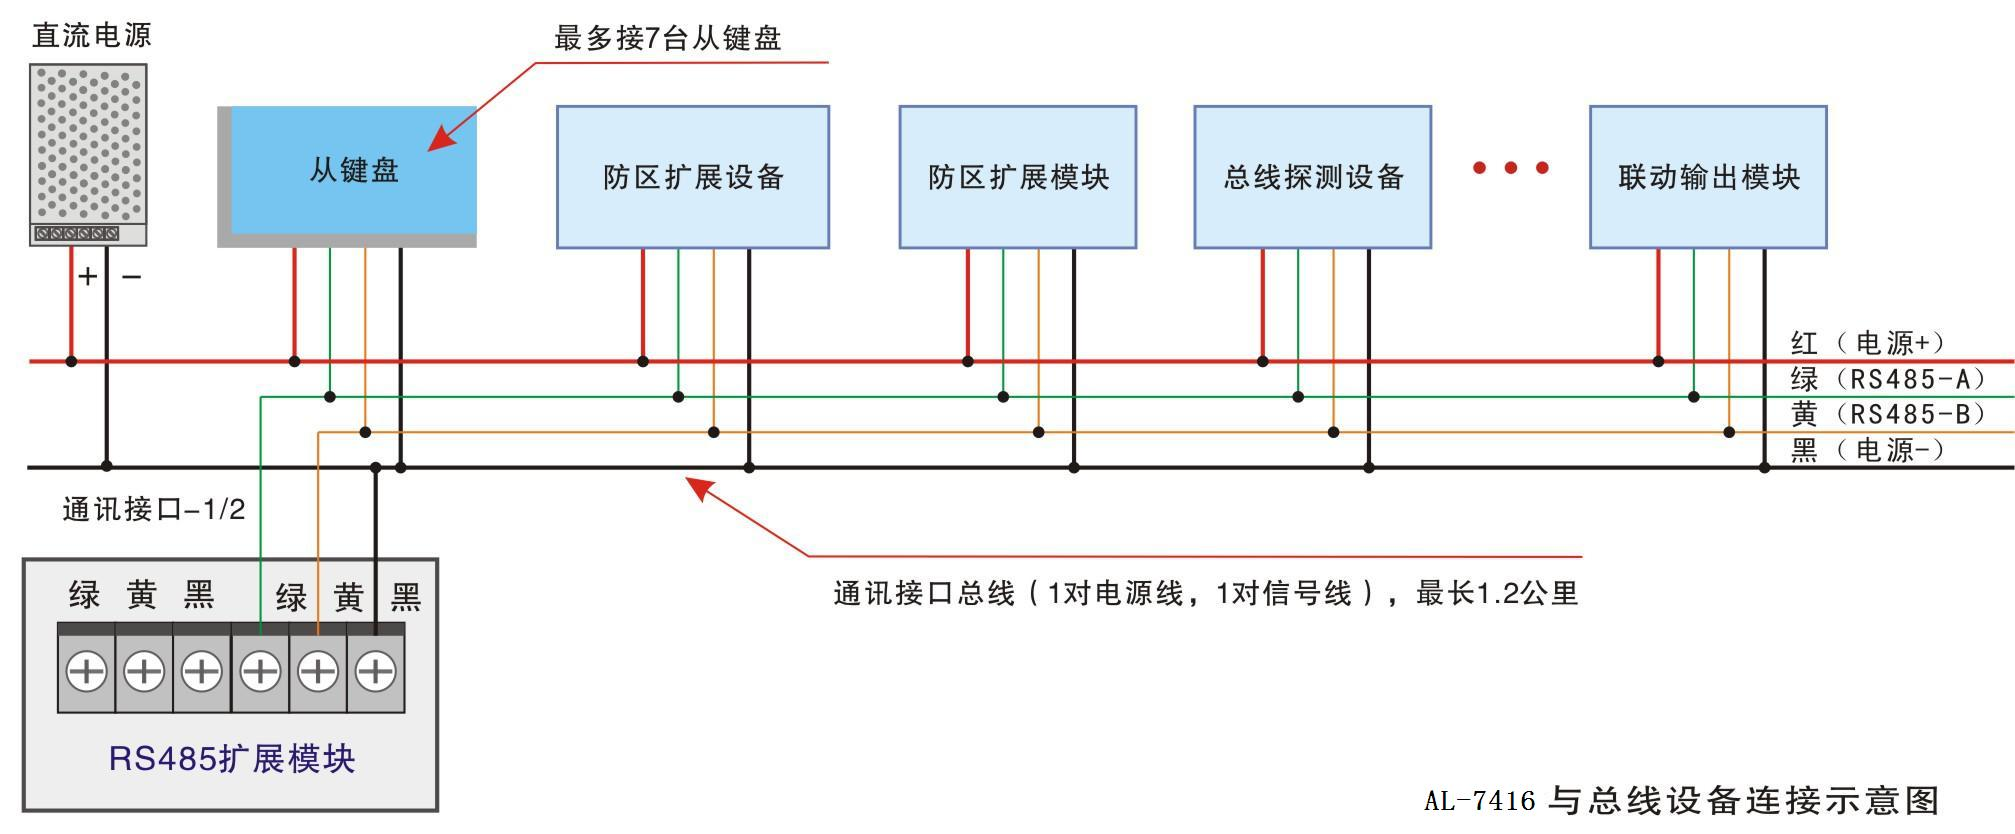 直流电源
最多接7台从键盘
从键盘
防区扩展设备
防区扩展模块
总线探测设备
联动输出模块
+ −
红（电源+）
绿（RS485-A）
黄（RS485-B）
黑（电源-）
通讯接口-1/2
通讯接口总线（1对电源线，1对信号线），最长1.2公里
绿 黄 黑 绿 黄 黑
RS485扩展模块
AL-7416 与总线设备连接示意图